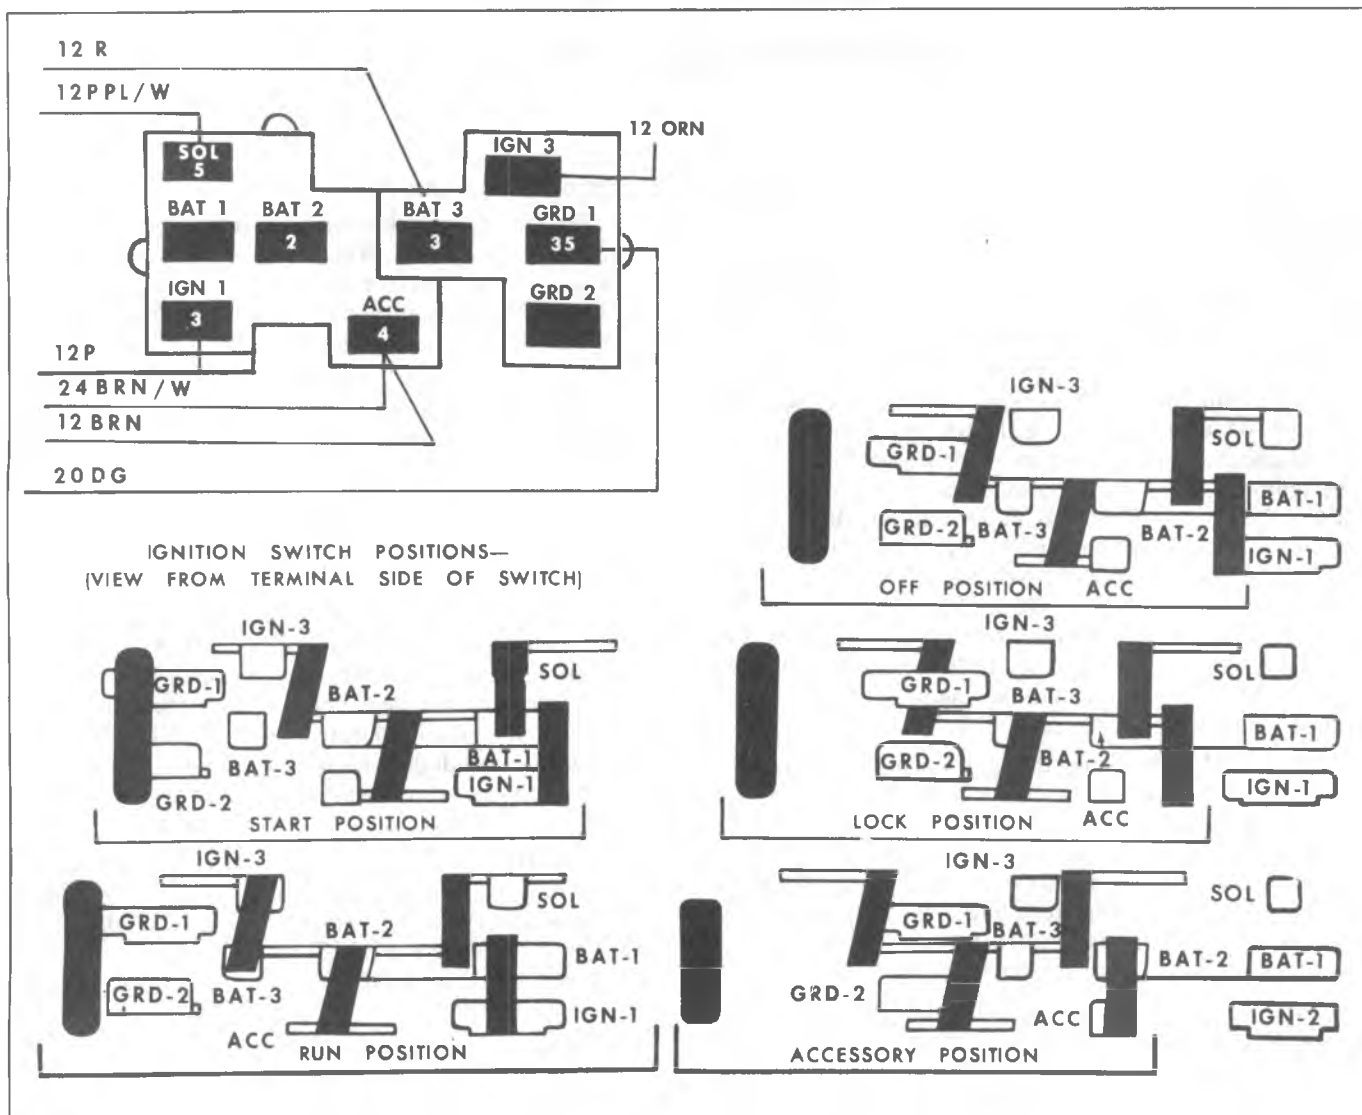 12 R
12PPL/W
12 ORN
IGN 3
SOL
5
BAT 1
BAT 2
BAT 3
GRD 1
2
3
35
IGN 1
ACC
GRD 2
3
4
12P
24 BRN/W
12 BRN
20 DG
IGNITION SWITCH POSITIONS—
(VIEW FROM TERMINAL SIDE OF SWITCH)
IGN-3
SOL
GRD-1
BAT-1
GRD-2
BAT-3
BAT-2
IGN-1
OFF POSITION
ACC
IGN-3
SOL
GRD-1
BAT-2
BAT-3
BAT-1
IGN-1
GRD-2
START POSITION
IGN-3
SOL
GRD-1
BAT-3
BAT-1
GRD-2
BAT-2
IGN-1
ACC
LOCK POSITION
IGN-3
SOL
GRD-1
BAT-2
BAT-1
GRD-2
BAT-3
IGN-1
ACC
RUN POSITION
IGN-3
SOL
GRD-1
BAT-3
BAT-2
BAT-1
GRD-2
ACC
IGN-2
ACCESSORY POSITION